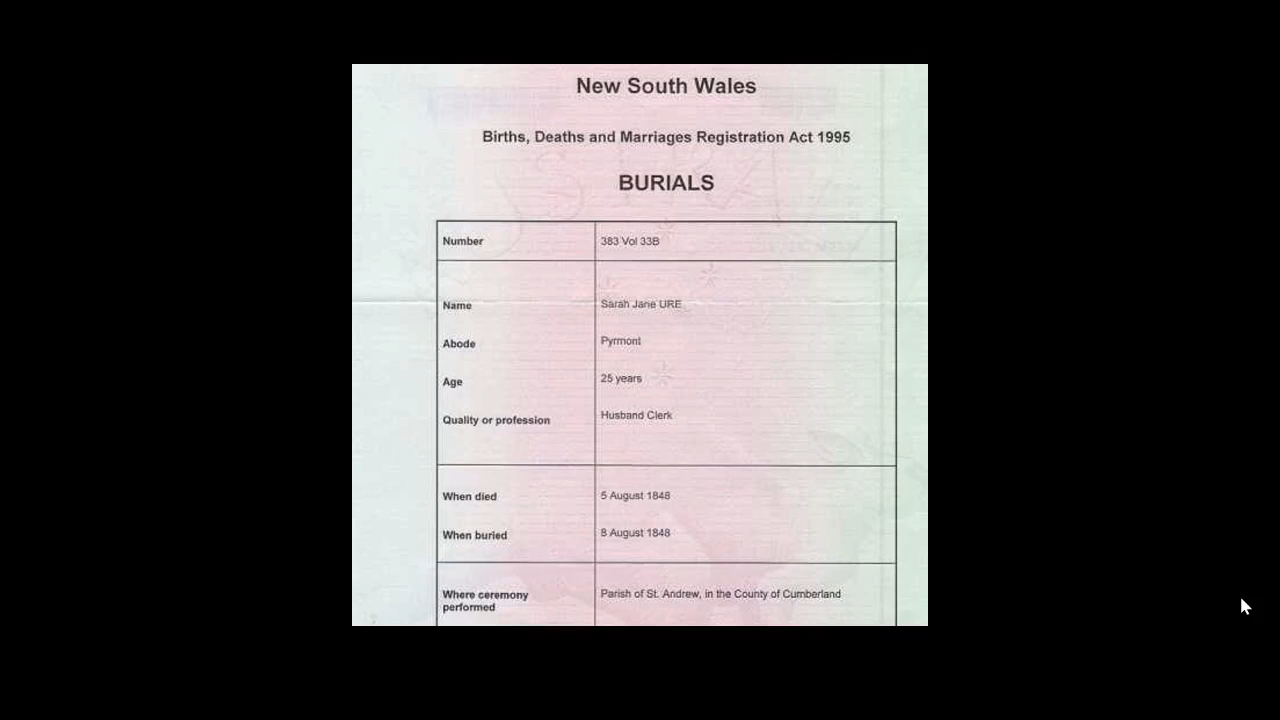 New South Wales
Births, Deaths and Marriages Registration Act 1995
BURIALS
Number 383 Vol 33B
Name Sarah Jane URE
Abode Pyrmont
Age 25 years
Quality or profession Husband Clerk
When died 5 August 1848
When buried 8 August 1848
Where ceremony Parish of St. Andrew, in the County of Cumberland
performed